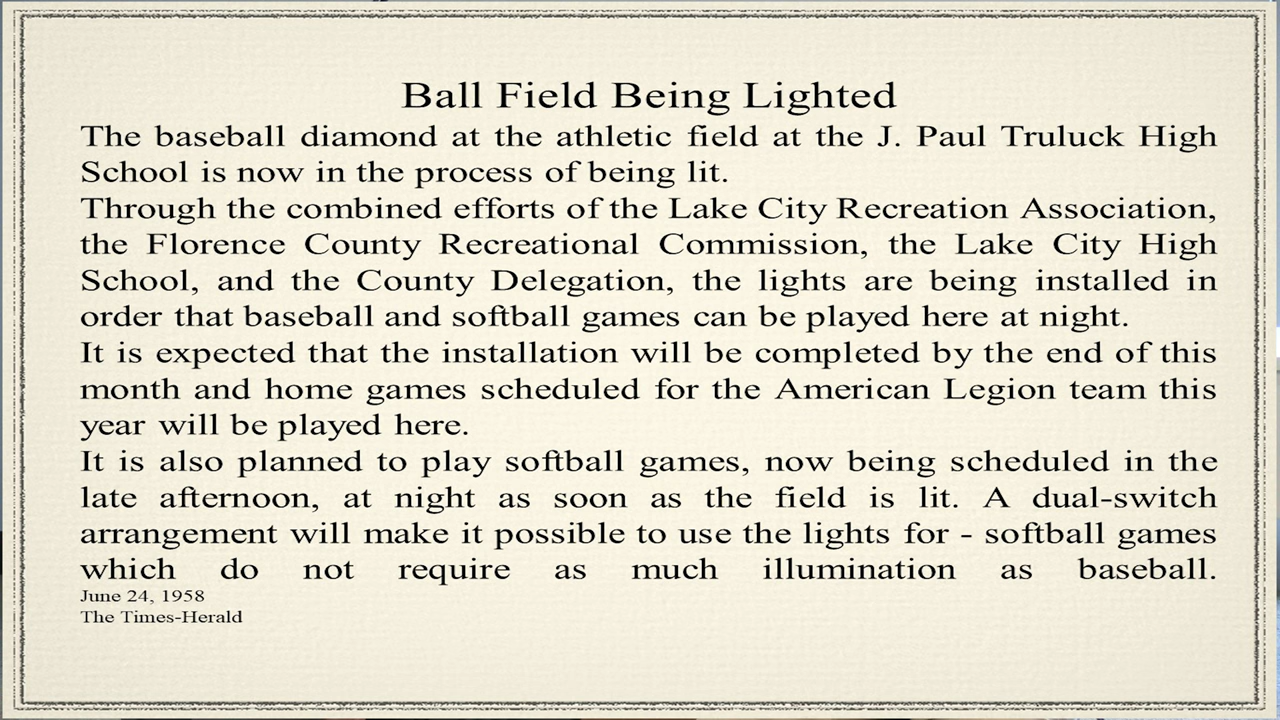 Ball Field Being Lighted
The baseball diamond at the athletic field at the J. Paul Truluck High
School is now in the process of being lit.
Through the combined efforts of the Lake City Recreation Association,
the Florence County Recreational Commission, the Lake City High
School, and the County Delegation, the lights are being installed in
order that baseball and softball games can be played here at night.
It is expected that the installation will be completed by the end of this
month and home games scheduled for the American Legion team this
year will be played here.
It is also planned to play softball games, now being scheduled in the
late afternoon, at night as soon as the field is lit. A dual-switch
arrangement will make it possible to use the lights for - softball games
which do not require as much illumination as baseball.
June 24, 1958
The Times-Herald